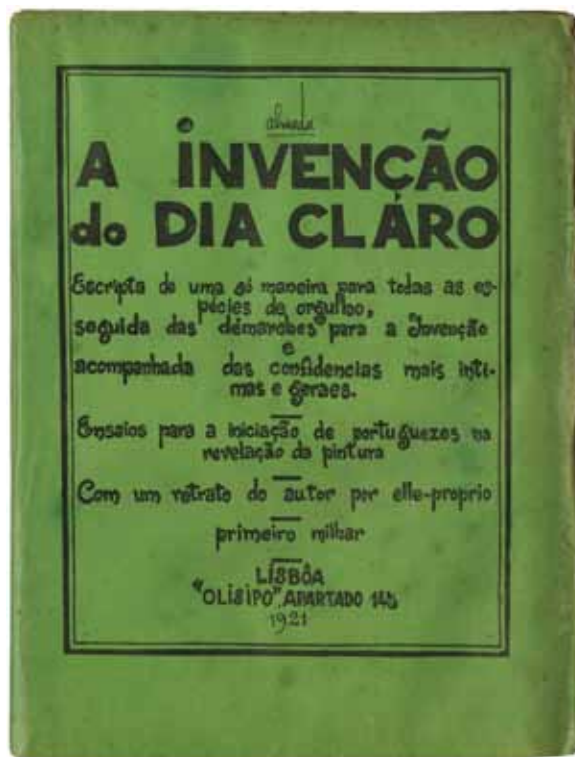 almada
A INVENÇÃO
do DIA CLÁRO
Escripta de uma só maneira para todas as es-
pécies de orgulho,
seguida das démarches para a Invenção
e
acompanhada das confidencias mais inti-
mas e geraes.
Ensaios para a iniciação de portuguezes na
revelação da pintura
Com um retrato do autor por elle-proprio
primeiro milhar
LISBÔA
"OLISIPO", APARTADO 145
1921